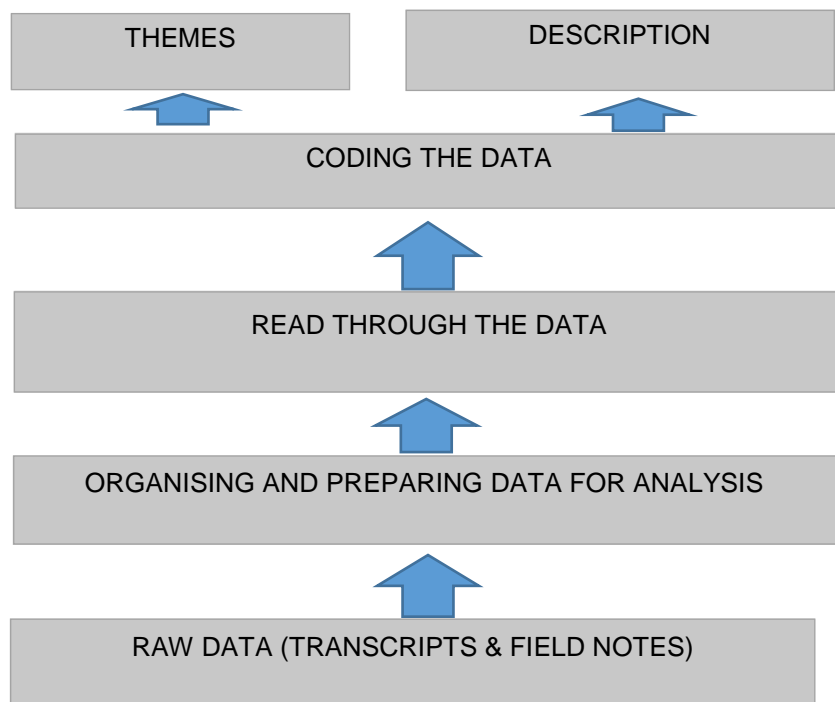 THEMES
DESCRIPTION
CODING THE DATA
READ THROUGH THE DATA
ORGANISING AND PREPARING DATA FOR ANALYSIS
RAW DATA (TRANSCRIPTS & FIELD NOTES)